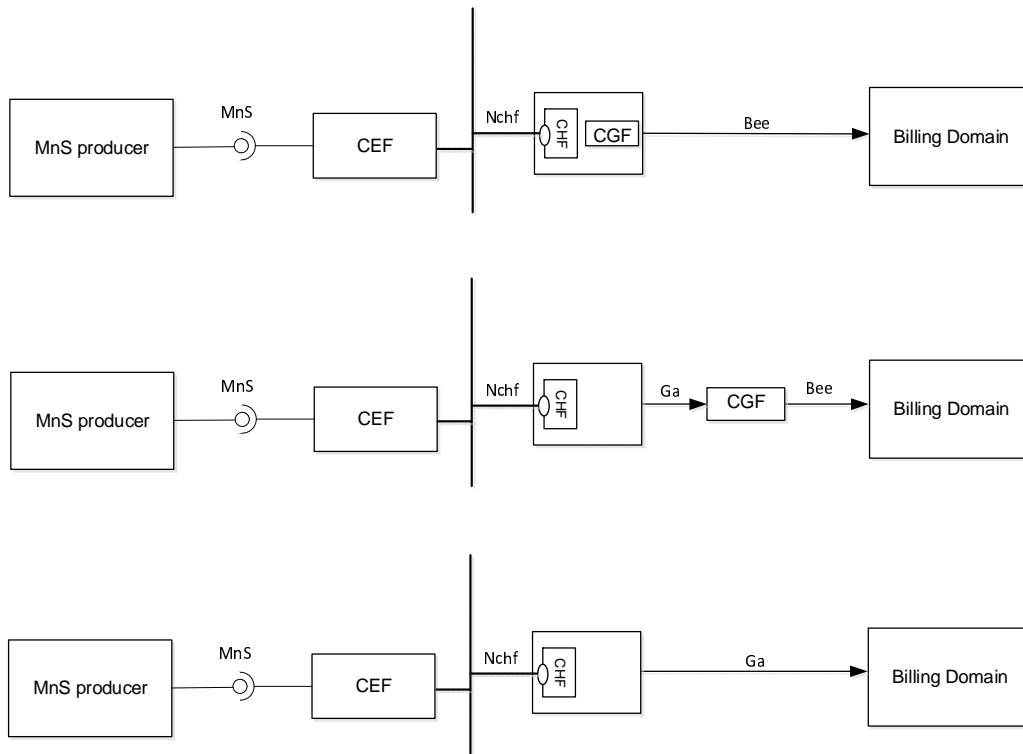 MnS producer
MnS
CEF
Nchf
CHF
CGF
Bee
Billing Domain
MnS producer
MnS
CEF
Nchf
CHF
Ga
CGF
Bee
Billing Domain
MnS producer
MnS
CEF
Nchf
CHF
Ga
Billing Domain